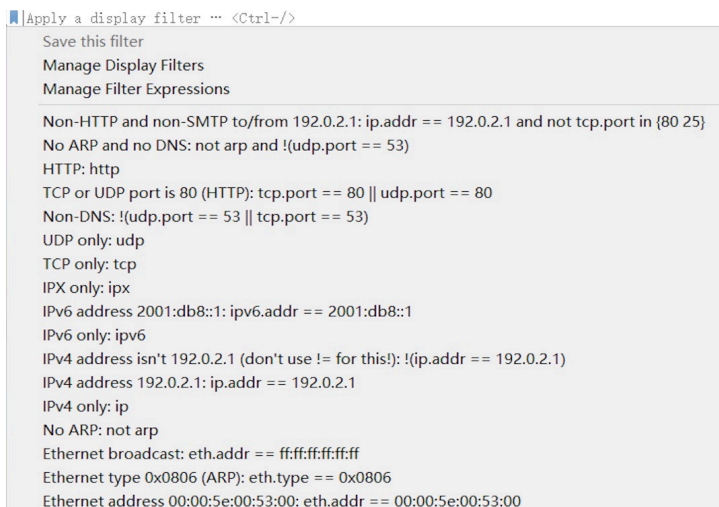 Apply a display filter … <Ctrl-/>
Save this filter
Manage Display Filters
Manage Filter Expressions
Non-HTTP and non-SMTP to/from 192.0.2.1: ip.addr == 192.0.2.1 and not tcp.port in {80 25}
No ARP and no DNS: not arp and !(udp.port == 53)
HTTP: http
TCP or UDP port is 80 (HTTP): tcp.port == 80 || udp.port == 80
Non-DNS: !(udp.port == 53 || tcp.port == 53)
UDP only: udp
TCP only: tcp
IPX only: ipx
IPv6 address 2001:db8::1: ipv6.addr == 2001:db8::1
IPv6 only: ipv6
IPv4 address isn't 192.0.2.1 (don't use != for this!): !(ip.addr == 192.0.2.1)
IPv4 address 192.0.2.1: ip.addr == 192.0.2.1
IPv4 only: ip
No ARP: not arp
Ethernet broadcast: eth.addr == ff:ff:ff:ff:ff:ff
Ethernet type 0x0806 (ARP): eth.type == 0x0806
Ethernet address 00:00:5e:00:53:00: eth.addr == 00:00:5e:00:53:00